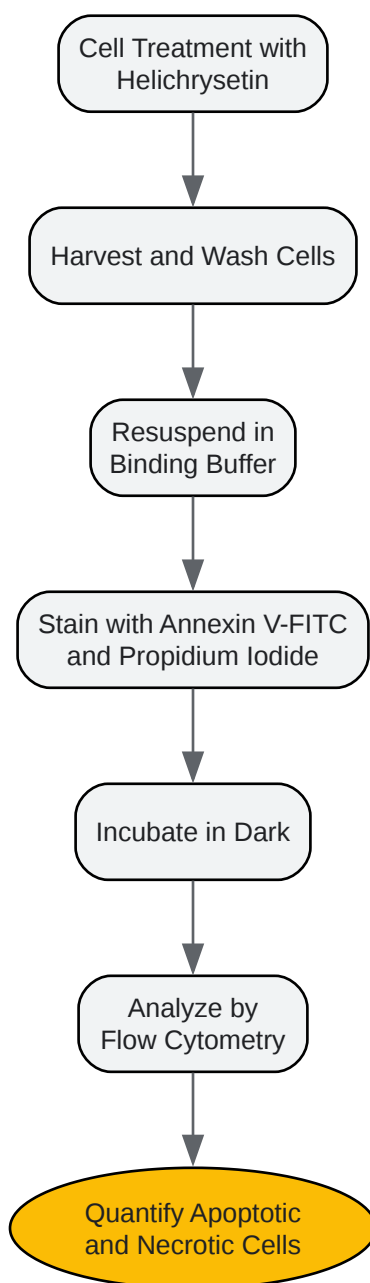 Cell Treatment with
Helichrysetin
Harvest and Wash Cells
Resuspend in
Binding Buffer
Stain with Annexin V-FITC
and Propidium Iodide
Incubate in Dark
Analyze by
Flow Cytometry
Quantify Apoptotic
and Necrotic Cells